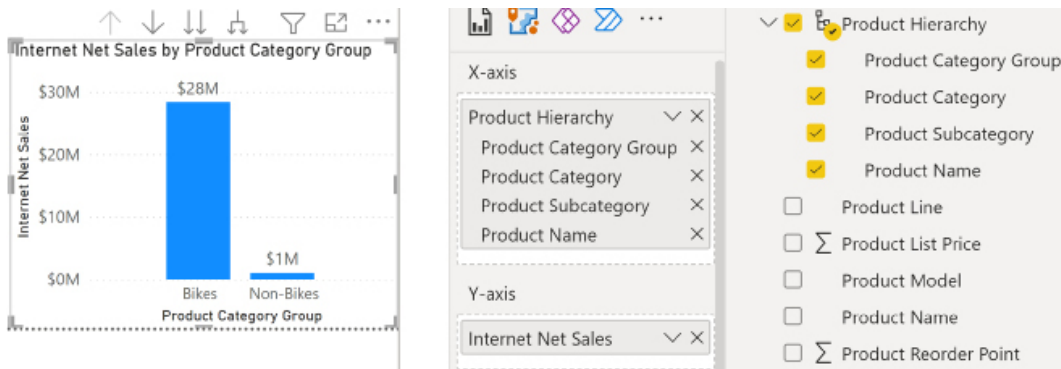 Internet Net Sales by Product Category Group
Internet Net Sales
$30M
$20M
$10M
$0M
$28M
$1M
Bikes
Non-Bikes
Product Category Group
X-axis
Product Hierarchy
Product Category Group
Product Category
Product Subcategory
Product Name
Y-axis
Internet Net Sales
Product Hierarchy
Product Category Group
Product Category
Product Subcategory
Product Name
Product Line
Product List Price
Product Model
Product Name
Product Reorder Point